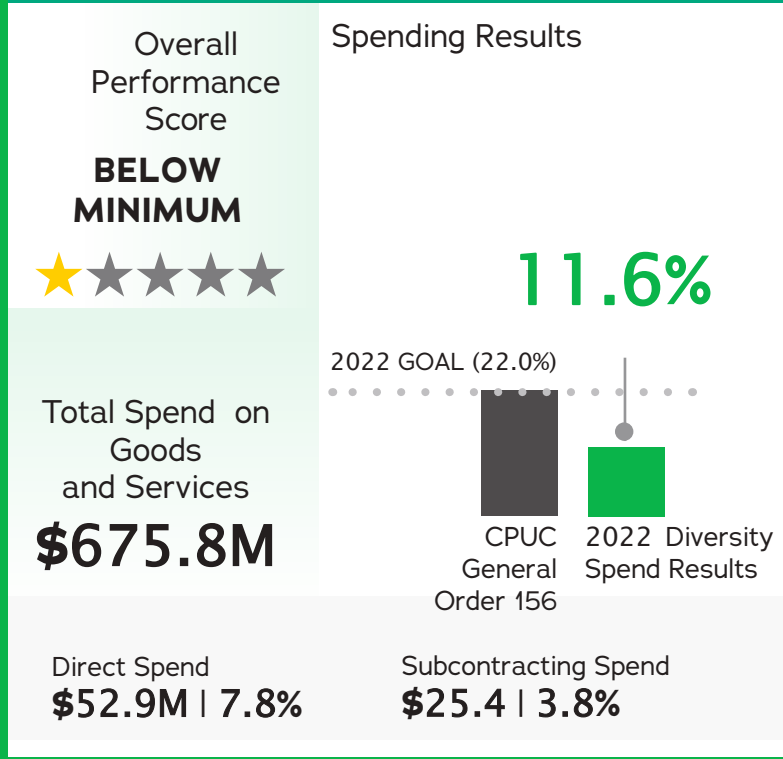 Overall
Performance
Score
BELOW
MINIMUM
Total Spend on
Goods
and Services
$675.8M
Spending Results
11.6%
2022 GOAL (22.0%)
CPUC
General
Order 156
2022 Diversity
Spend Results
Direct Spend
$52.9M | 7.8%
Subcontracting Spend
$25.4 | 3.8%